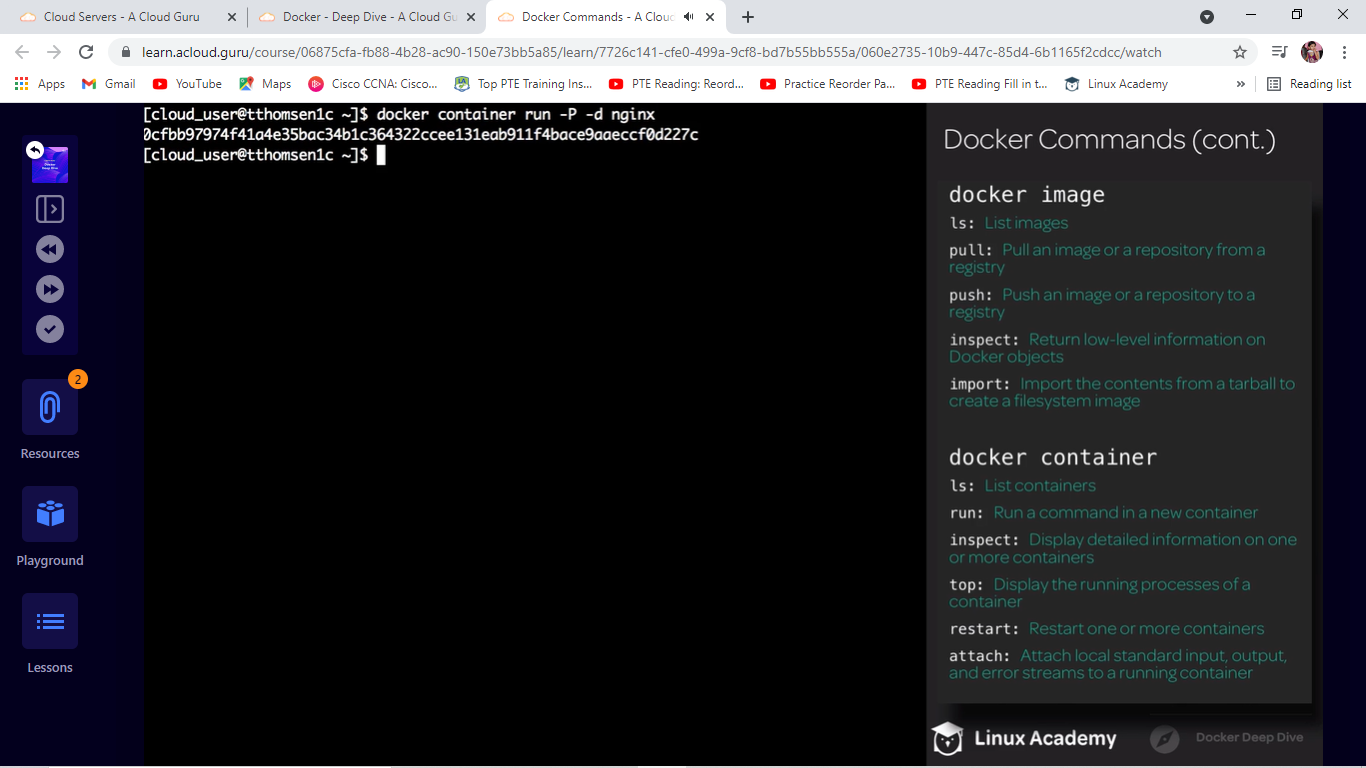 Cloud Servers - A Cloud Guru
Docker - Deep Dive - A Cloud Gu
Docker Commands - A Cloud
learn.acloud.guru/course/06875cfa-fb88-4b28-ac90-150e73bb5a85/learn/7726c141-cfe0-499a-9cf8-bd7b55bb555a/060e2735-10b9-447c-85d4-6b1165f2cdcc/watch
Apps
Gmail
YouTube
Maps
Cisco CCNA: Cisco...
Top PTE Training Ins...
PTE Reading: Reord...
Practice Reorder Pa...
PTE Reading Fill in t...
Linux Academy
»
Reading list
[cloud_user@tthomsen1c ~]$ docker container run -P -d nginx
0cfbb97974f41a4e35bac34b1c364322ccee131eab911f4bace9aaeccf0d227c
[cloud_user@tthomsen1c ~]$
Docker
Deep Dive
2
Resources
Playground
Lessons
Docker Commands (cont.)
docker image
ls: List images
pull: Pull an image or a repository from a
registry
push: Push an image or a repository to a
registry
inspect: Return low-level information on
Docker objects
import: Import the contents from a tarball to
create a filesystem image
docker container
ls: List containers
run: Run a command in a new container
inspect: Display detailed information on one
or more containers
top: Display the running processes of a
container
restart: Restart one or more containers
attach: Attach local standard input, output,
and error streams to a running container
Linux Academy
Docker Deep Dive